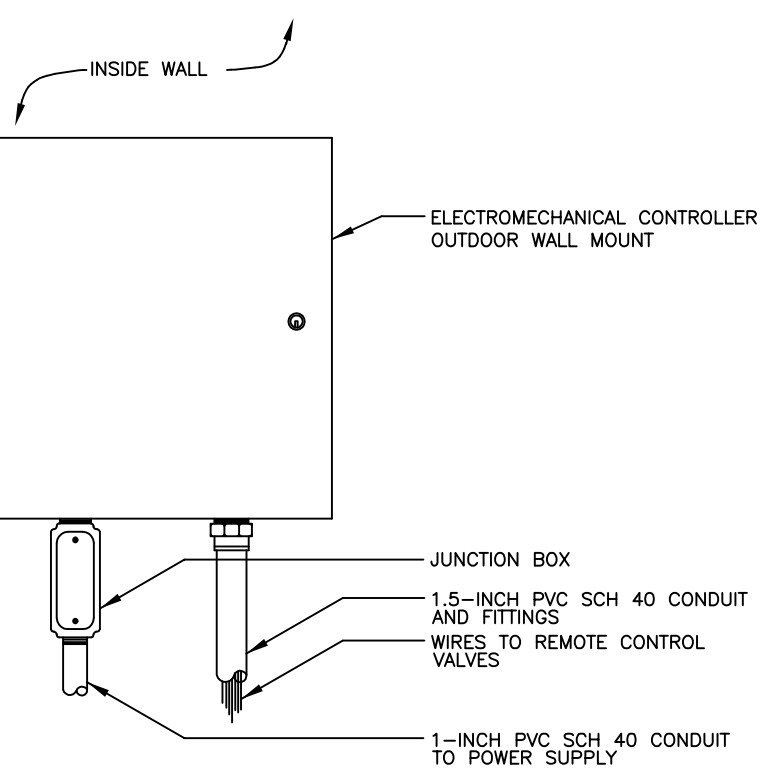 INSIDE WALL
ELECTROMECHANICAL CONTROLLER
OUTDOOR WALL MOUNT
JUNCTION BOX
1.5-INCH PVC SCH 40 CONDUIT
AND FITTINGS
WIRES TO REMOTE CONTROL
VALVES
1-INCH PVC SCH 40 CONDUIT
TO POWER SUPPLY